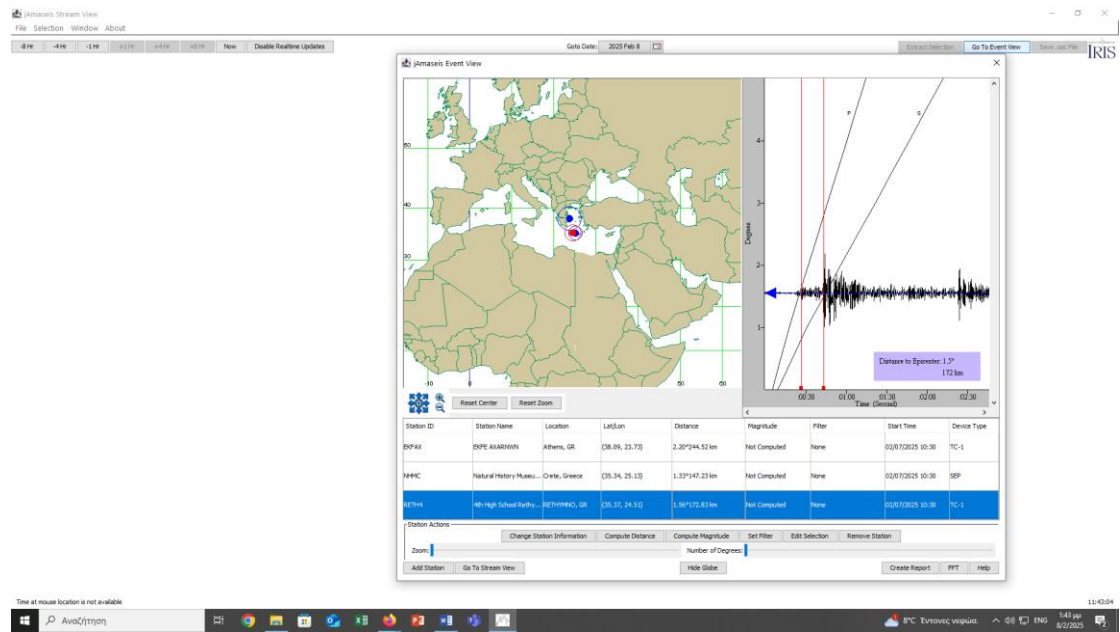 jAmaseis Stream View
File Selection Window About
-8 Hr -4 Hr -1 Hr +1 Hr +4 Hr +8 Hr Now Disable Realtime Updates Goto Date: 2025 Feb 8 Extract Selection Go To Event View Save .sac File IRIS
jAmaseis Event View
50
40
30
-10 0 50 60
P S
4
3
2
1
Degrees
Distance to Epicenter: 1.5°
172 km
00:30 01:00 01:30 02:00 02:30
Time (Second)
Reset Center Reset Zoom
Station ID Station Name Location Lat/Lon Distance Magnitude Filter Start Time Device Type
EKFAX EKFE AXARNWN Athens, GR (38.09, 23.73) 2.20°244.52 km Not Computed None 02/07/2025 10:30 TC-1
NHMC Natural History Museu... Crete, Greece (35.34, 25.13) 1.33°147.23 km Not Computed None 02/07/2025 10:30 SEP
RETH4 4th High School Rethy... RETHYMNO, GR (35.37, 24.51) 1.56°172.83 km Not Computed None 02/07/2025 10:30 TC-1
Station Actions
Change Station Information Compute Distance Compute Magnitude Set Filter Edit Selection Remove Station
Zoom: Number of Degrees:
Add Station Go To Stream View Hide Globe Create Report FFT Help
Time at mouse location is not available 11:43:04
Αναζήτηση 8°C Έντονες νεφώσ. ENG 1:43 μμ
8/2/2025